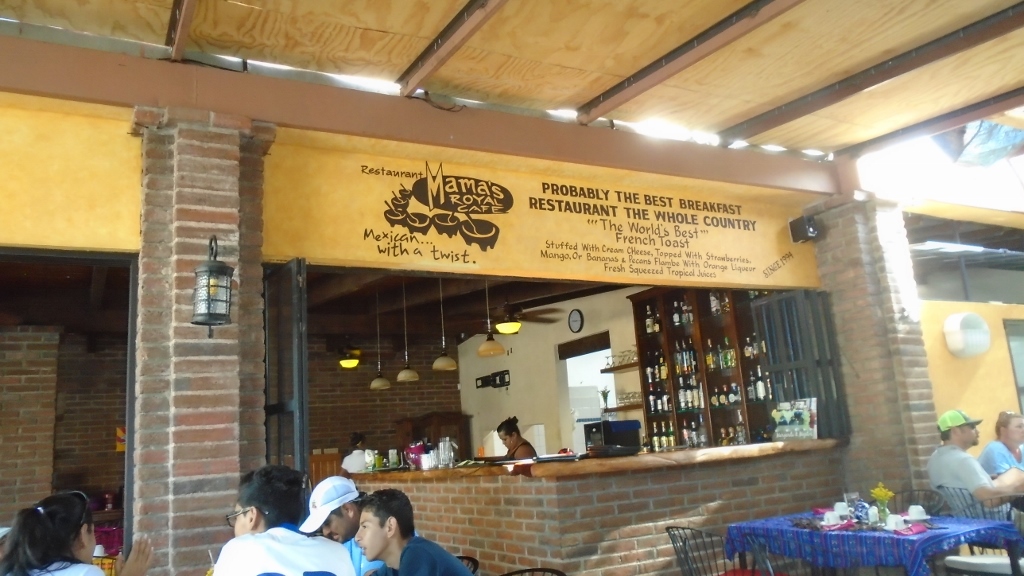 Restaurant
Mama's
ROYAL
CAFE
Mexican...
with a twist.
PROBABLY THE BEST BREAKFAST
RESTAURANT THE WHOLE COUNTRY
"The World's Best"
French Toast
Stuffed With Cream Cheese, Topped With Strawberries,
Mango, Or Bananas & Pecans Flambe With Orange Liqueur
Fresh Squeezed Tropical Juices
SINCE 1994